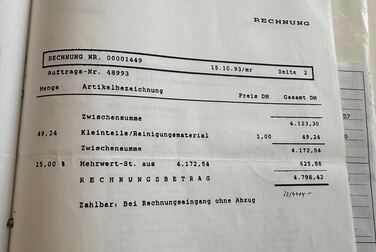 RECHNUNG
RECHNUNG NR. 00001449 15.10.93/mr Seite 2
Auftrags-Nr. 48993
Menge Artikelbezeichnung Preis DM Gesamt DM
Zwischensumme 4.123,30
49,24 Kleinteile/Reinigungsmaterial 1,00 49,24
Zwischensumme 4.172,54
15,00 % Mehrwert-St. aus 4.172,54 625,88
RECHNUNGSBETRAG 4.798,42
Zahlbar: Bei Rechnungseingang ohne Abzug